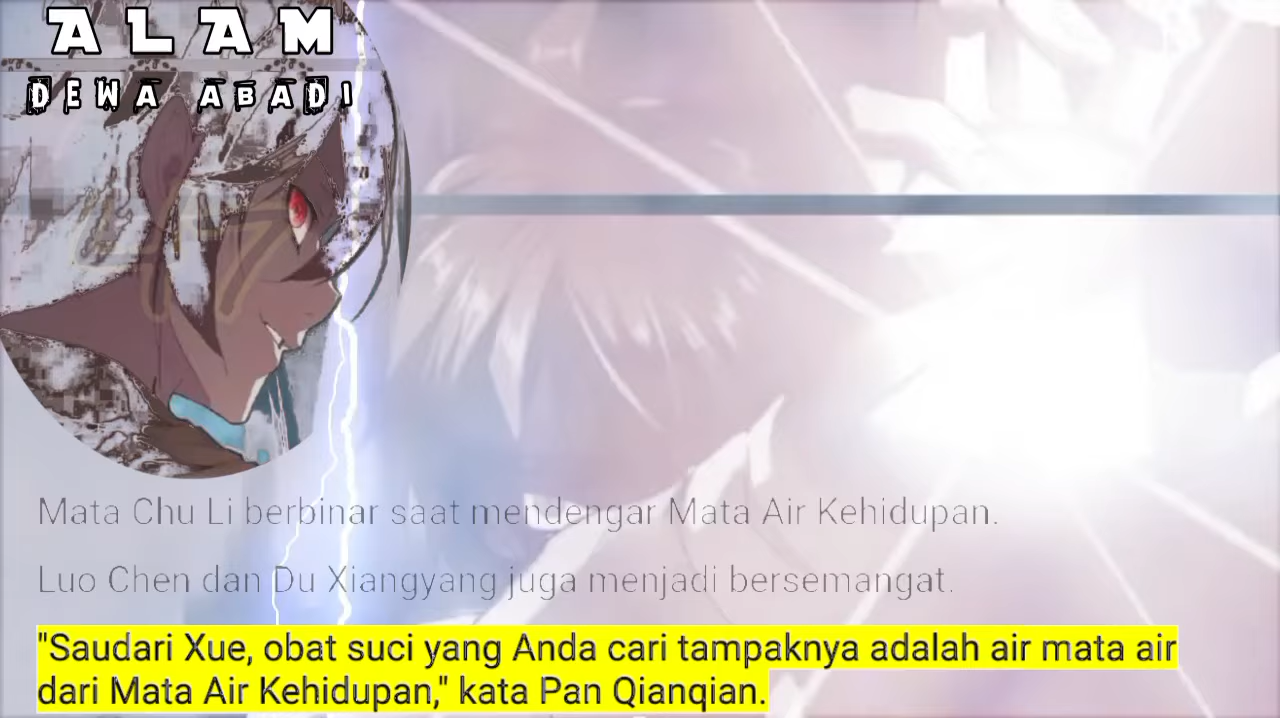 ALAM
DEWA ABADI
Mata Chu Li berbinar saat mendengar Mata Air Kehidupan.
Luo Chen dan Du Xiangyang juga menjadi bersemangat.
"Saudari Xue, obat suci yang Anda cari tampaknya adalah air mata air
dari Mata Air Kehidupan," kata Pan Qianqian.